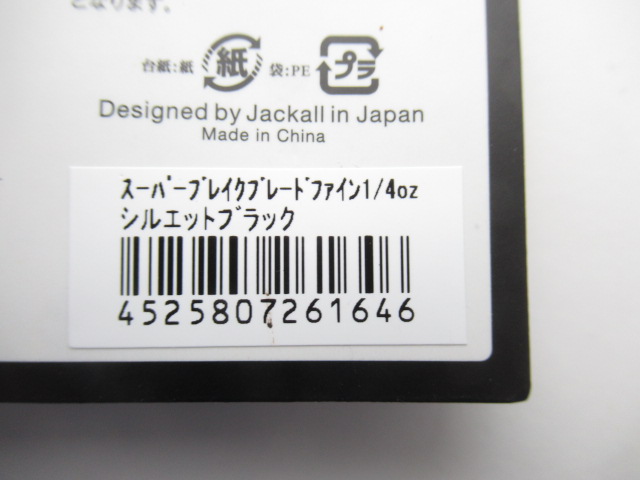 となります。
台紙:紙 紙 袋:PE プラ
Designed by Jackall in Japan
Made in China
ｽｰﾊﾟｰﾌﾞﾚｲｸﾌﾞﾚｰﾄﾞﾌｧｲﾝ1/4oz
シルエットブラック
4525807261646